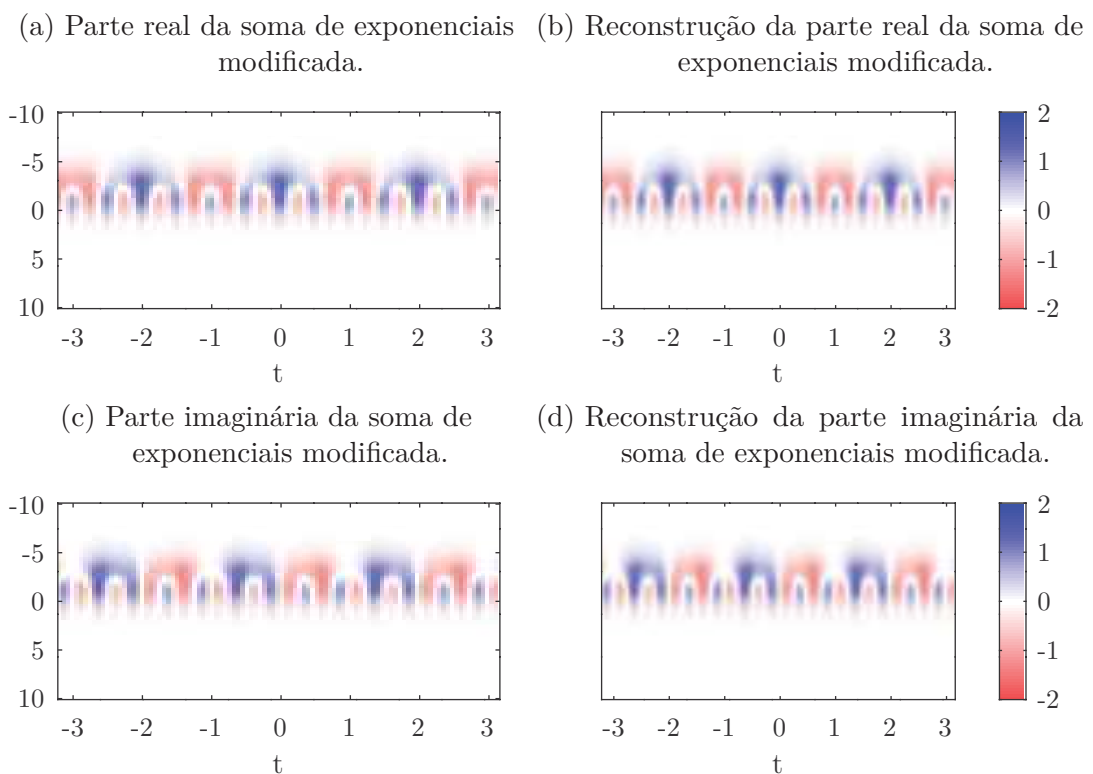 (a) Parte real da soma de exponenciais
modificada.
(b) Reconstrução da parte real da soma de
exponenciais modificada.
-10
-5
0
5
10
-3 -2 -1 0 1 2 3
t
-3 -2 -1 0 1 2 3
t
2
1
0
-1
-2
(c) Parte imaginária da soma de
exponenciais modificada.
(d) Reconstrução da parte imaginária da
soma de exponenciais modificada.
-10
-5
0
5
10
-3 -2 -1 0 1 2 3
t
-3 -2 -1 0 1 2 3
t
2
1
0
-1
-2